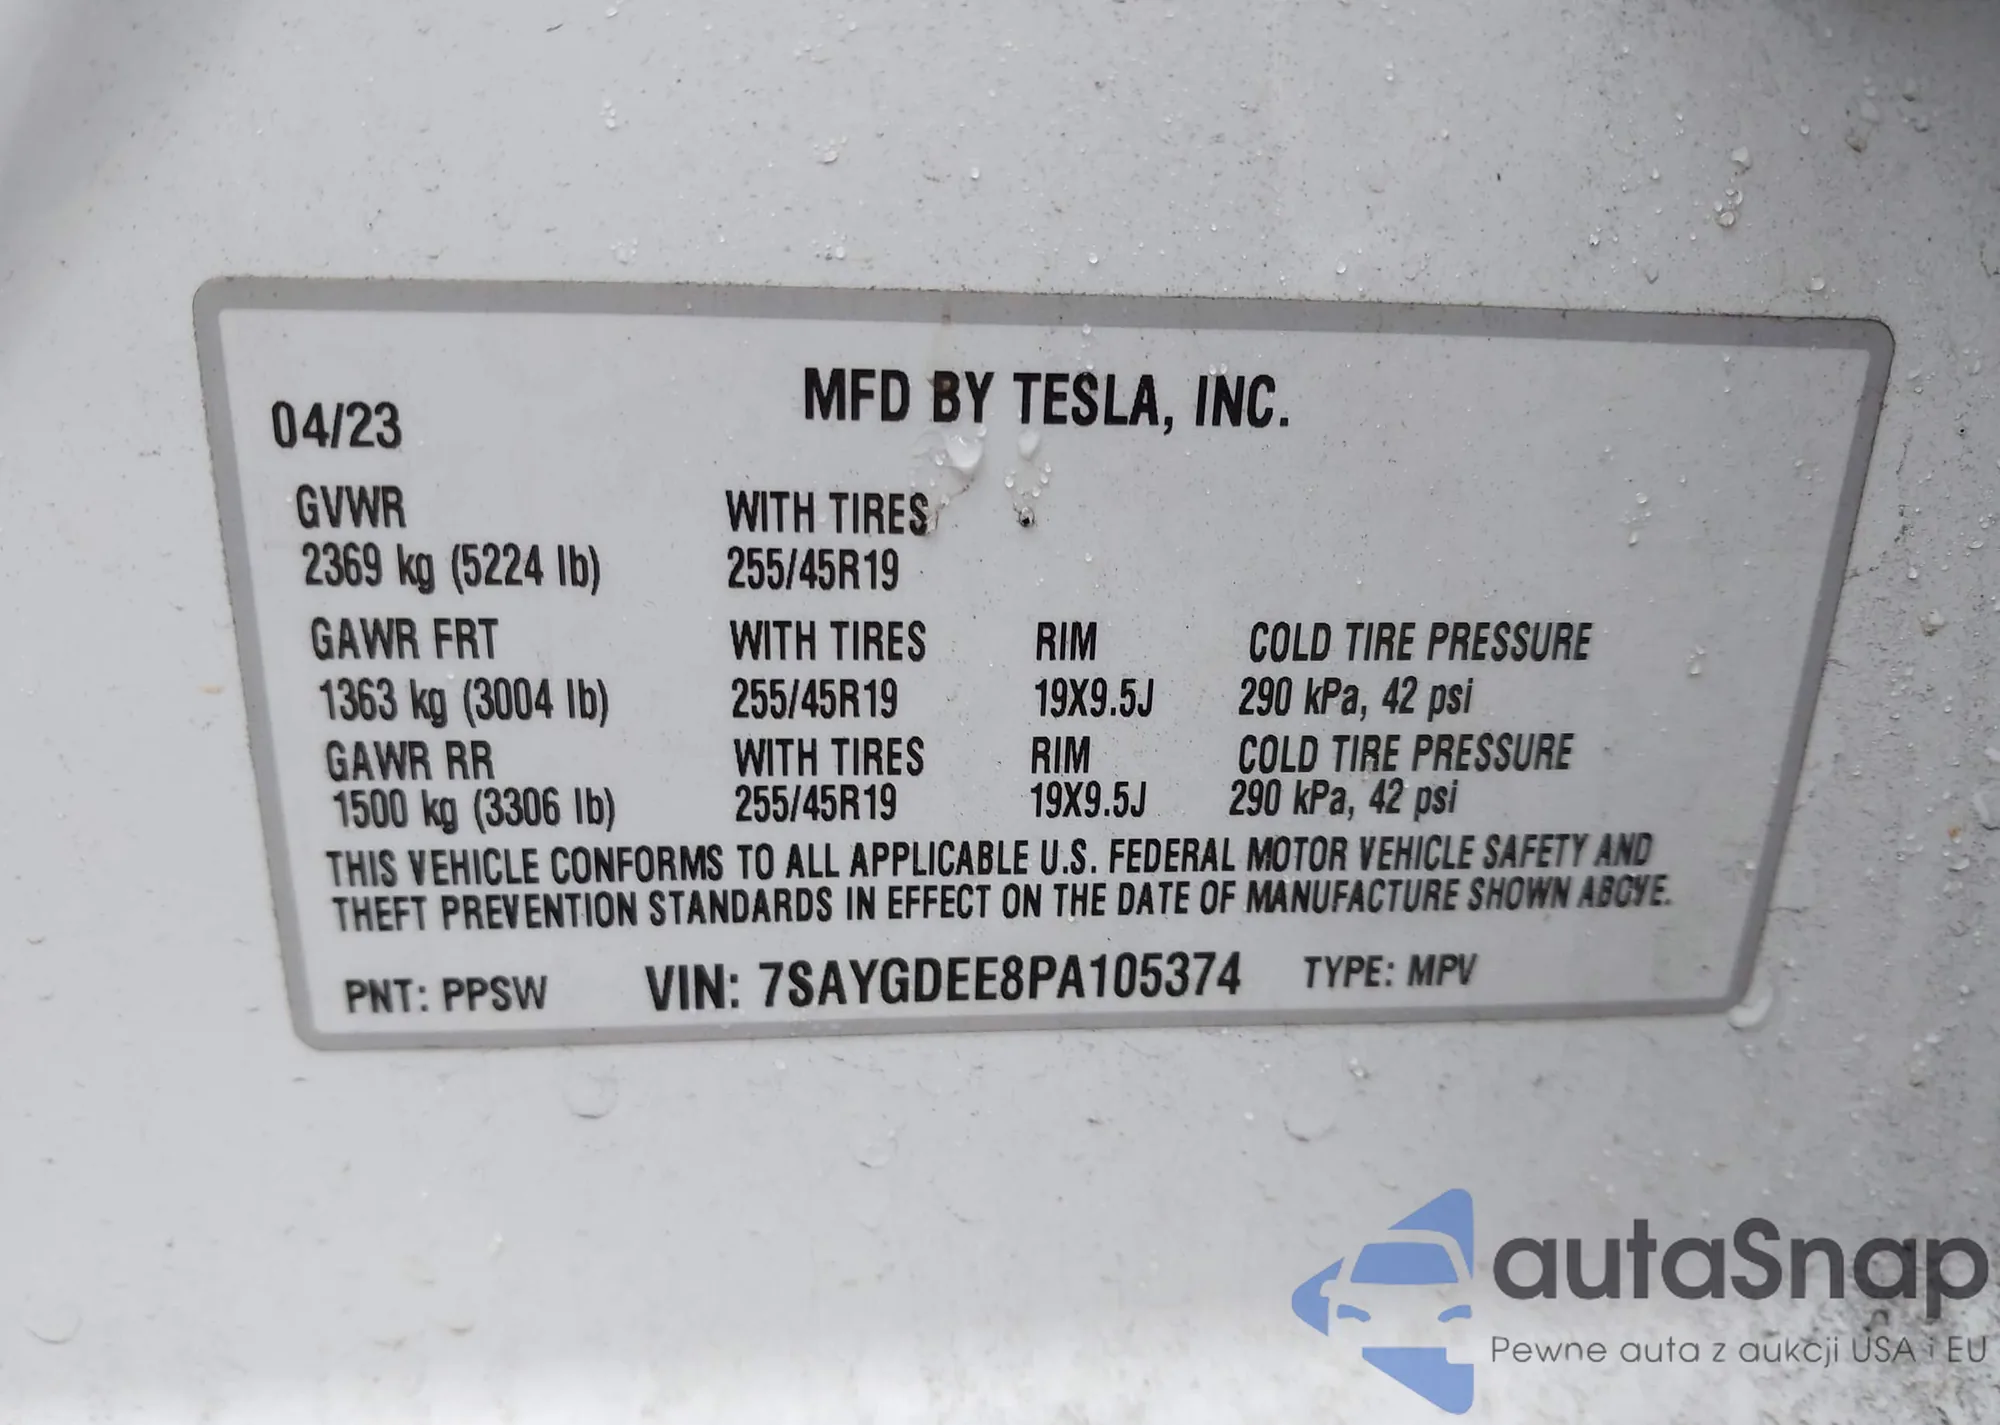 MFD BY TESLA, INC.
04/23
GVWR WITH TIRES
2369 kg (5224 lb) 255/45R19
GAWR FRT WITH TIRES RIM COLD TIRE PRESSURE
1363 kg (3004 lb) 255/45R19 19X9.5J 290 kPa, 42 psi
GAWR RR WITH TIRES RIM COLD TIRE PRESSURE
1500 kg (3306 lb) 255/45R19 19X9.5J 290 kPa, 42 psi
THIS VEHICLE CONFORMS TO ALL APPLICABLE U.S. FEDERAL MOTOR VEHICLE SAFETY AND
THEFT PREVENTION STANDARDS IN EFFECT ON THE DATE OF MANUFACTURE SHOWN ABOVE.
PNT: PPSW VIN: 7SAYGDEE8PA105374 TYPE: MPV
autaSnap
Pewne auta z aukcji USA i EU